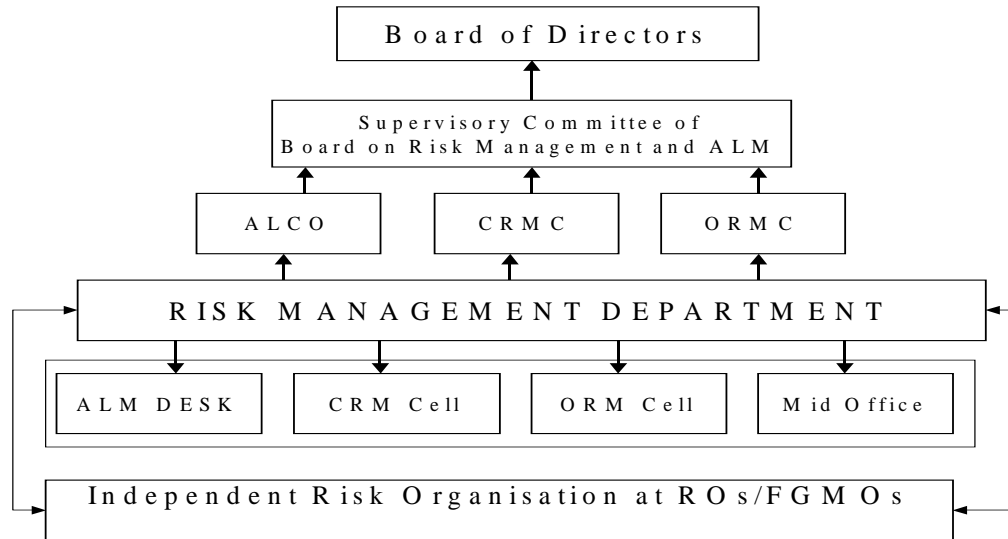 Board of Directors
Supervisory Committee of
Board on Risk Management and ALM
ALCO
CRMC
ORMC
RISK MANAGEMENT DEPARTMENT
ALM DESK
CRM Cell
ORM Cell
Mid Office
Independent Risk Organisation at ROs/FGMOs